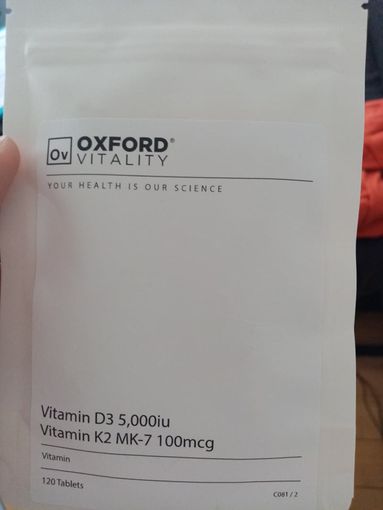 Ov
OXFORD®
VITALITY
YOUR HEALTH IS OUR SCIENCE
Vitamin D3 5,000iu
Vitamin K2 MK-7 100mcg
Vitamin
120 Tablets
C081 / 2